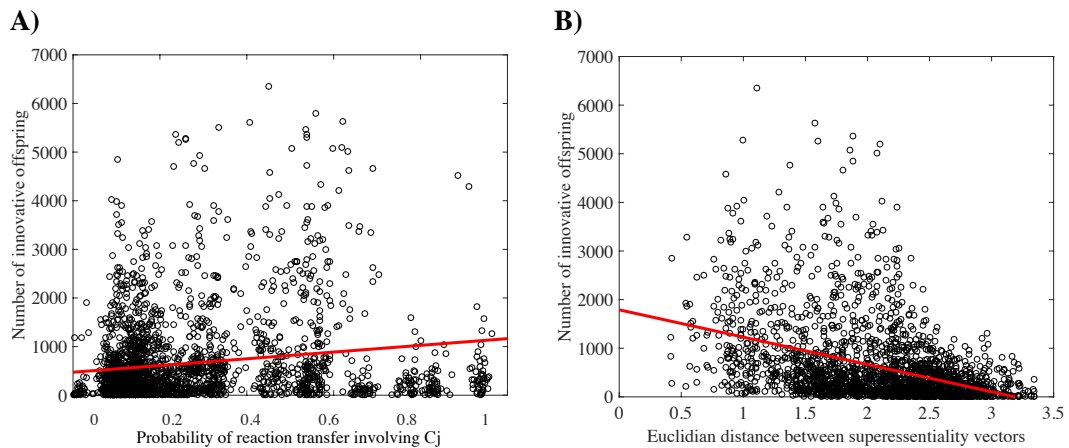 A)
B)
7000
6000
5000
4000
3000
2000
1000
0
Number of innovative offspring
0 0.2 0.4 0.6 0.8 1
Probability of reaction transfer involving Cj
7000
6000
5000
4000
3000
2000
1000
0
Number of innovative offspring
0 0.5 1 1.5 2 2.5 3 3.5
Euclidian distance between superessentiality vectors